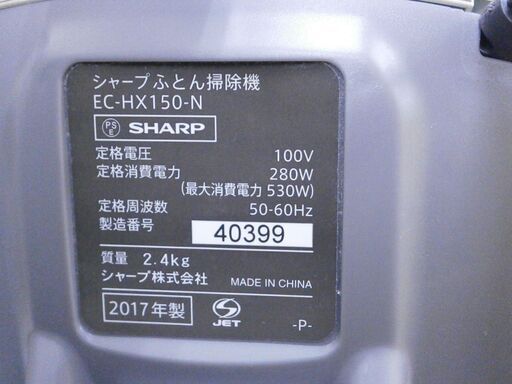 シャープふとん掃除機
EC-HX150-N
PS E SHARP
定格電圧 100V
定格消費電力 280W
(最大消費電力 530W)
定格周波数 50-60Hz
製造番号 40399
質量 2.4kg
シャープ株式会社 MADE IN CHINA
2017年製 JET -P-